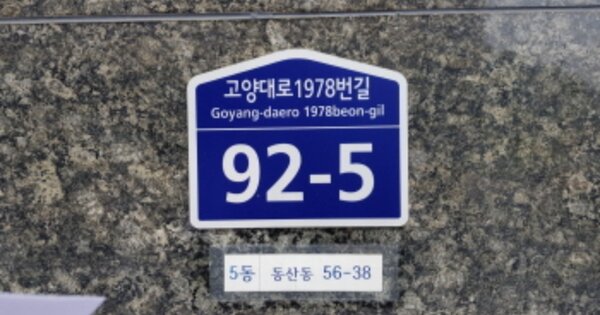 고양대로1978번길
Goyang-daero 1978beon-gil
92-5
5동 동산동 56-38